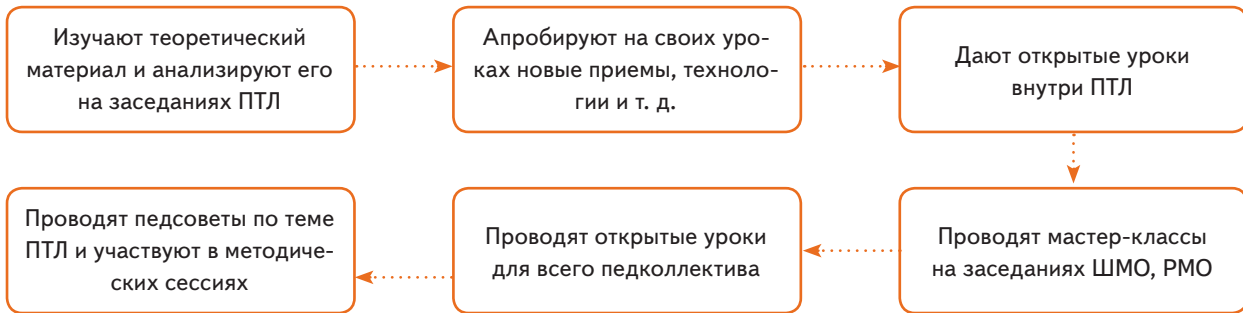 Изучают теоретический
материал и анализируют его
на заседаниях ПТЛ
Апробируют на своих уро-
ках новые приемы, техноло-
гии и т. д.
Дают открытые уроки
внутри ПТЛ
Проводят мастер-классы
на заседаниях ШМО, РМО
Проводят открытые уроки
для всего педколлектива
Проводят педсоветы по теме
ПТЛ и участвуют в методиче-
ских сессиях